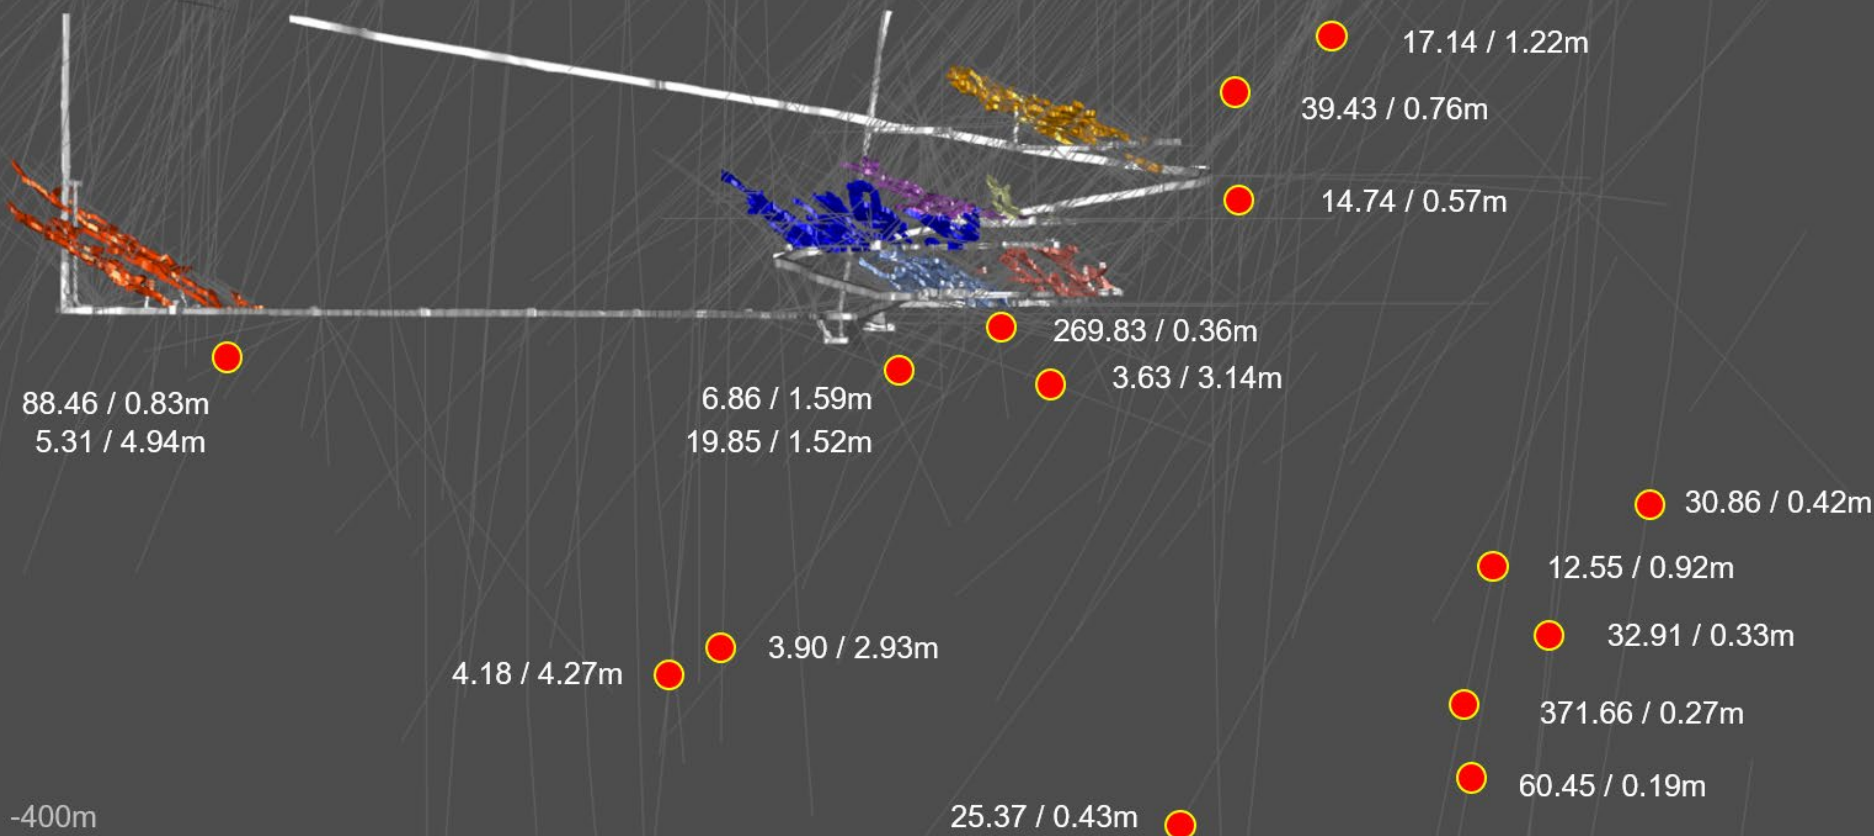 17.14 / 1.22m
39.43 / 0.76m
14.74 / 0.57m
269.83 / 0.36m
3.63 / 3.14m
88.46 / 0.83m
5.31 / 4.94m
6.86 / 1.59m
19.85 / 1.52m
30.86 / 0.42m
12.55 / 0.92m
32.91 / 0.33m
3.90 / 2.93m
4.18 / 4.27m
371.66 / 0.27m
60.45 / 0.19m
25.37 / 0.43m
-400m